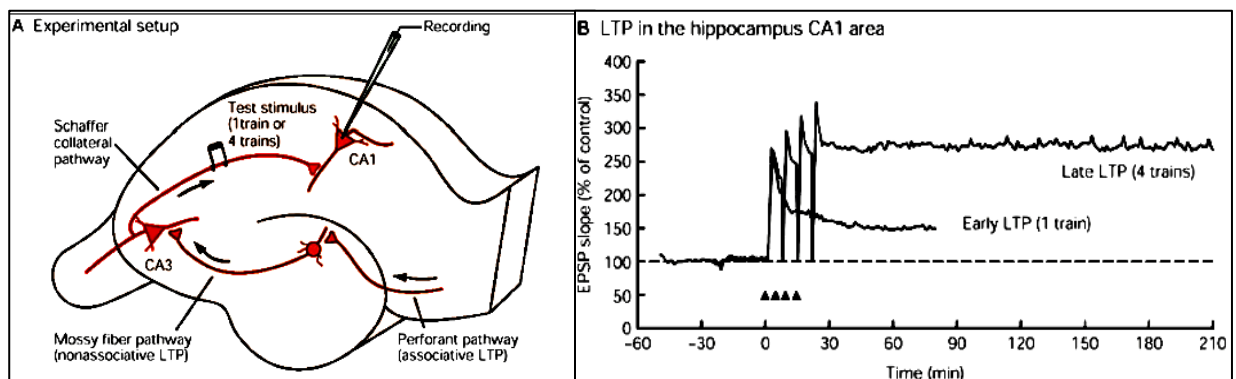 A Experimental setup
Recording
Test stimulus
(1train or
4 trains)
Schaffer
collateral
pathway
CA1
CA3
Mossy fiber pathway
(nonassociative LTP)
Perforant pathway
(associative LTP)
B LTP in the hippocampus CA1 area
EPSP slope (% of control)
400
350
300
250
200
150
100
50
0
Late LTP (4 trains)
Early LTP (1 train)
-60 -30 0 30 60 90 120 150 180 210
Time (min)